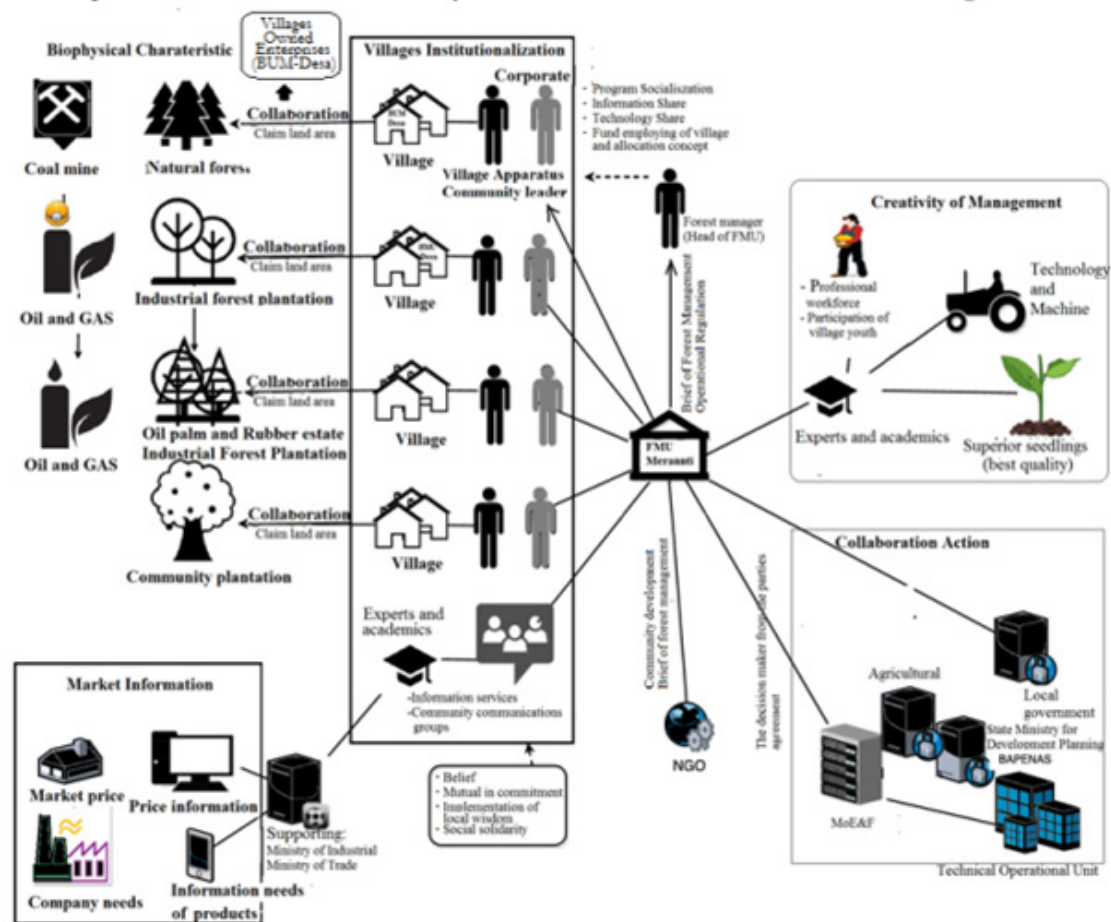 Villages
Owned
Enterprises
(BUM-Desa)
Biophysical Charateristic
Villages Institutionalization
Corporate
- Program Socialiszation
- Information Share
- Technology Share
- Fund employing of village
and allocation concept
Collaboration
Claim land area
BUM
Desa
Coal mine
Natural fores
Village
Village Apparatus
Community leader
Forest manager
(Head of FMU)
Creativity of Management
Collaboration
Claim land area
Desa
Village
Industrial forest plantation
Oil and GAS
Brief of Forest Management
Operational Regulation
- Professional
workforce
- Participation of
village youth
Technology
and
Machine
Collaboration
Claim land area
Village
Oil palm and Rubber estate
Industrial Forest Plantation
Oil and GAS
FMU
Meranti
Experts and academics
Superior seedlings
(best quality)
Collaboration
Claim land area
Village
Community plantation
Collaboration Action
Experts and
academics
-Information services
-Community communications
groups
Community development
Brief of forest management
The decision maker from the parties
agreement
NGO
Agricultural
Local
government
State Ministry for
Development Planning
BAPENAS
MoE&F
Technical Operational Unit
Market Information
Market price
Price information
Supporting:
Ministry of Industrial
Ministry of Trade
Company needs
Information needs
of products
- Belief
- Mutual in commitment
- Implementation of
local wisdom
- Social solidarity